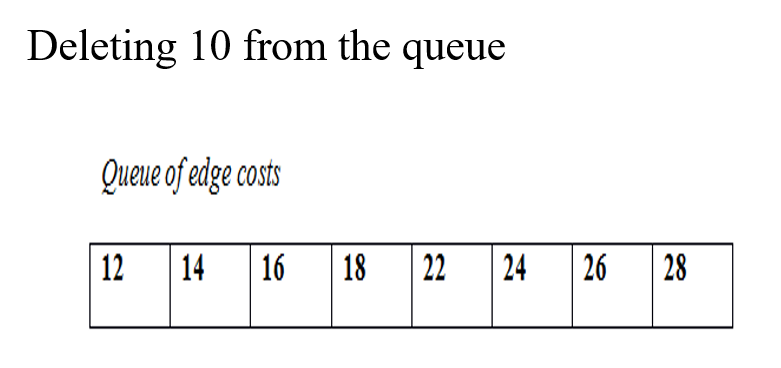 Deleting 10 from the queue
Queue of edge costs
12 14 16 18 22 24 26 28